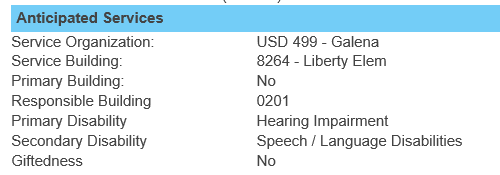 Anticipated Services
Service Organization: USD 499 - Galena
Service Building: 8264 - Liberty Elem
Primary Building: No
Responsible Building 0201
Primary Disability Hearing Impairment
Secondary Disability Speech / Language Disabilities
Giftedness No